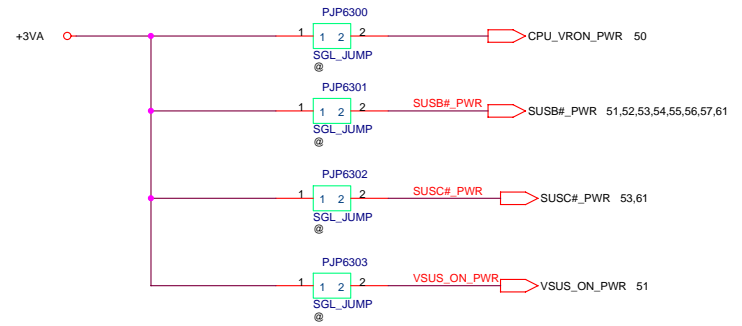 PJP6300
+3VA
1 1 2 2
CPU_VRON_PWR 50
SGL_JUMP
@
PJP6301
1 1 2 2
SUSB#_PWR
SUSB#_PWR 51,52,53,54,55,56,57,61
SGL_JUMP
@
PJP6302
1 1 2 2
SUSC#_PWR
SUSC#_PWR 53,61
SGL_JUMP
@
PJP6303
1 1 2 2
VSUS_ON_PWR
VSUS_ON_PWR 51
SGL_JUMP
@